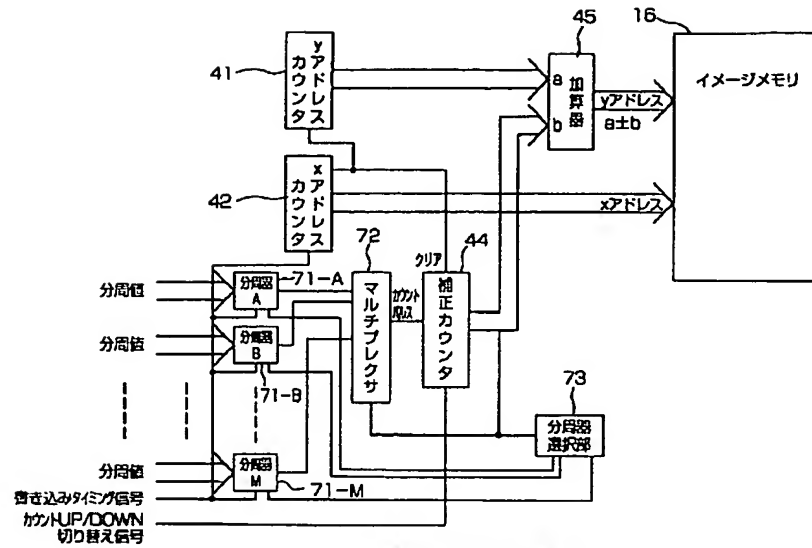 16
イメージメモリ
45
加算器
a
b
yアドレス
a±b
41
yアドレス
カウンタ
42
xアドレス
カウンタ
xアドレス
72
マルチプレクサ
クリア
44
補正カウンタ
カウント
パルス
分周値
分周器
A
71-A
分周値
分周器
B
71-B
分周値
分周器
M
71-M
73
分周器
選択部
書き込みタイミング信号
カウントUP/DOWN
切り替え信号